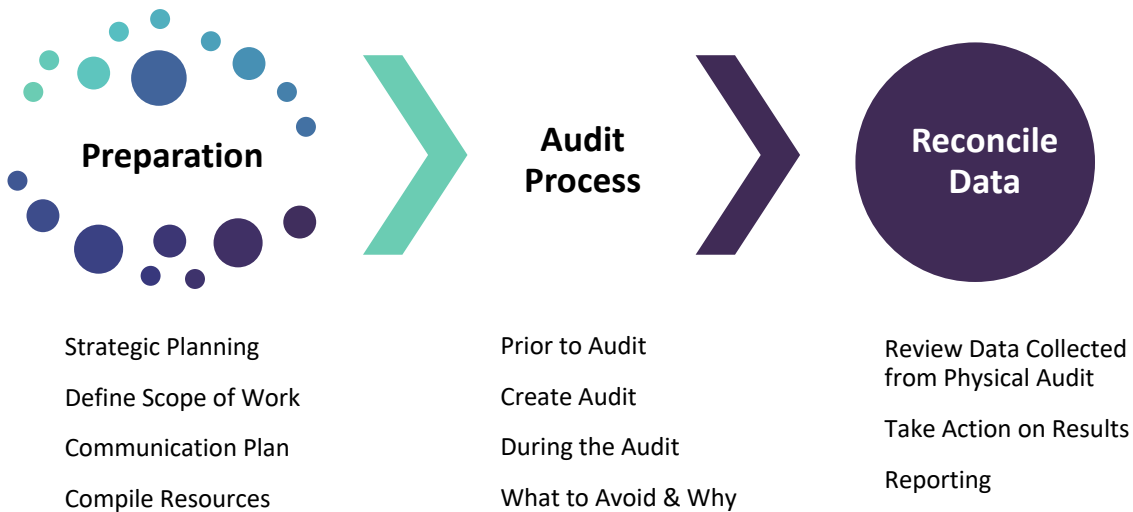 Preparation
Audit
Process
Reconcile
Data
Strategic Planning
Define Scope of Work
Communication Plan
Compile Resources
Prior to Audit
Create Audit
During the Audit
What to Avoid & Why
Review Data Collected
from Physical Audit
Take Action on Results
Reporting